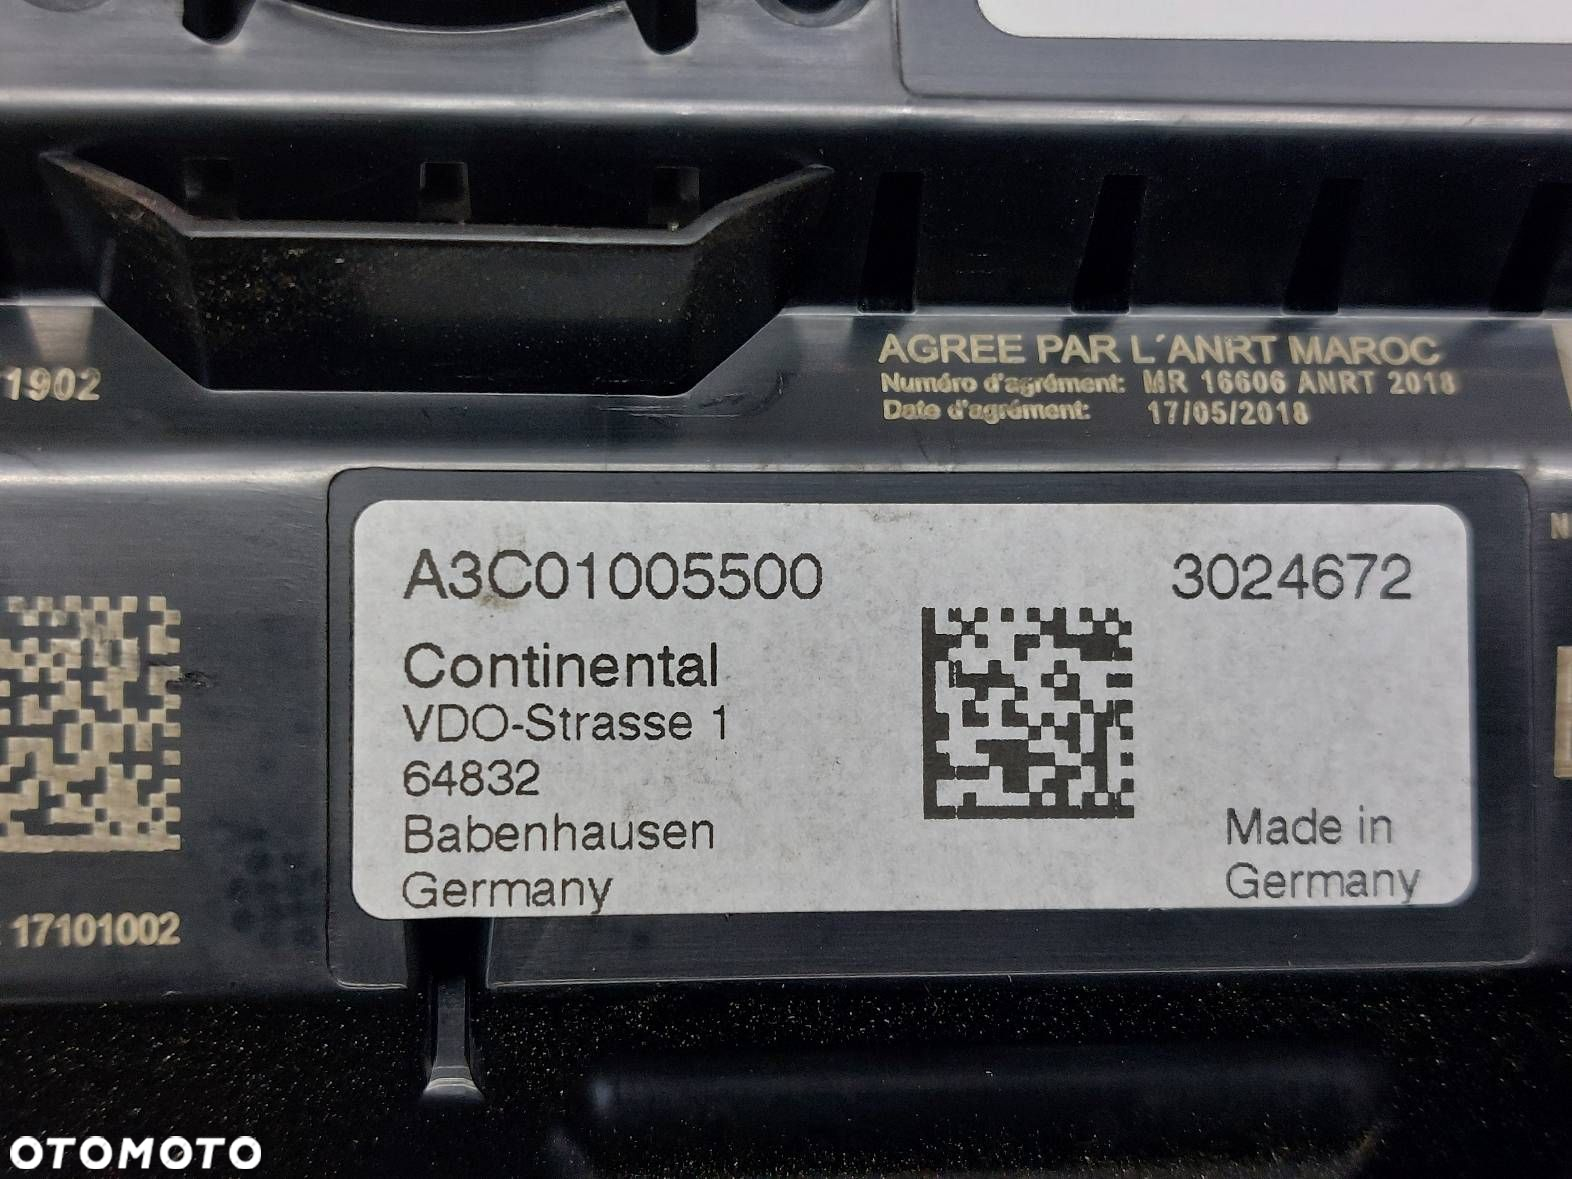 AGREE PAR L´ANRT MAROC
Numéro d'agrément: MR 16606 ANRT 2018
Date d'agrément: 17/05/2018
1902
A3C01005500 3024672
Continental
VDO-Strasse 1
64832
Babenhausen
Germany
Made in
Germany
17101002
OTOMOTO